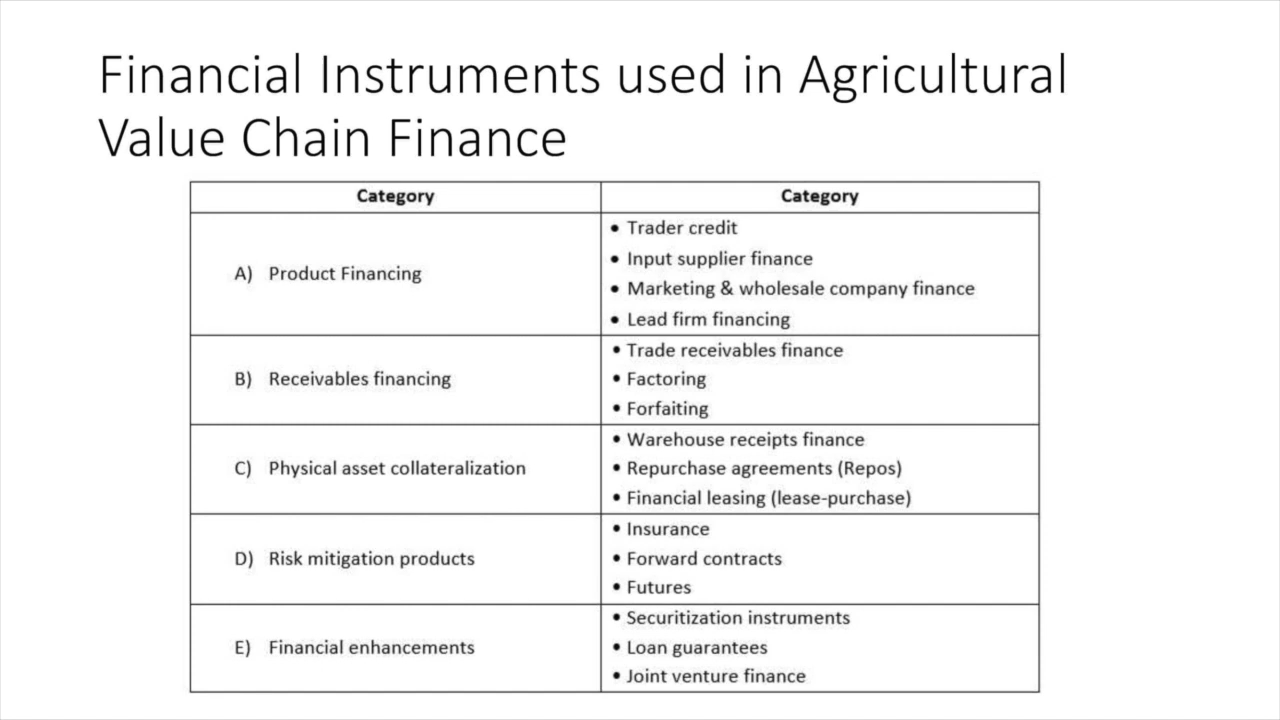 Financial Instruments used in Agricultural
Value Chain Finance
Category
Category
A) Product Financing
• Trader credit
• Input supplier finance
• Marketing & wholesale company finance
• Lead firm financing
B) Receivables financing
• Trade receivables finance
• Factoring
• Forfaiting
C) Physical asset collateralization
• Warehouse receipts finance
• Repurchase agreements (Repos)
• Financial leasing (lease-purchase)
D) Risk mitigation products
• Insurance
• Forward contracts
• Futures
E) Financial enhancements
• Securitization instruments
• Loan guarantees
• Joint venture finance